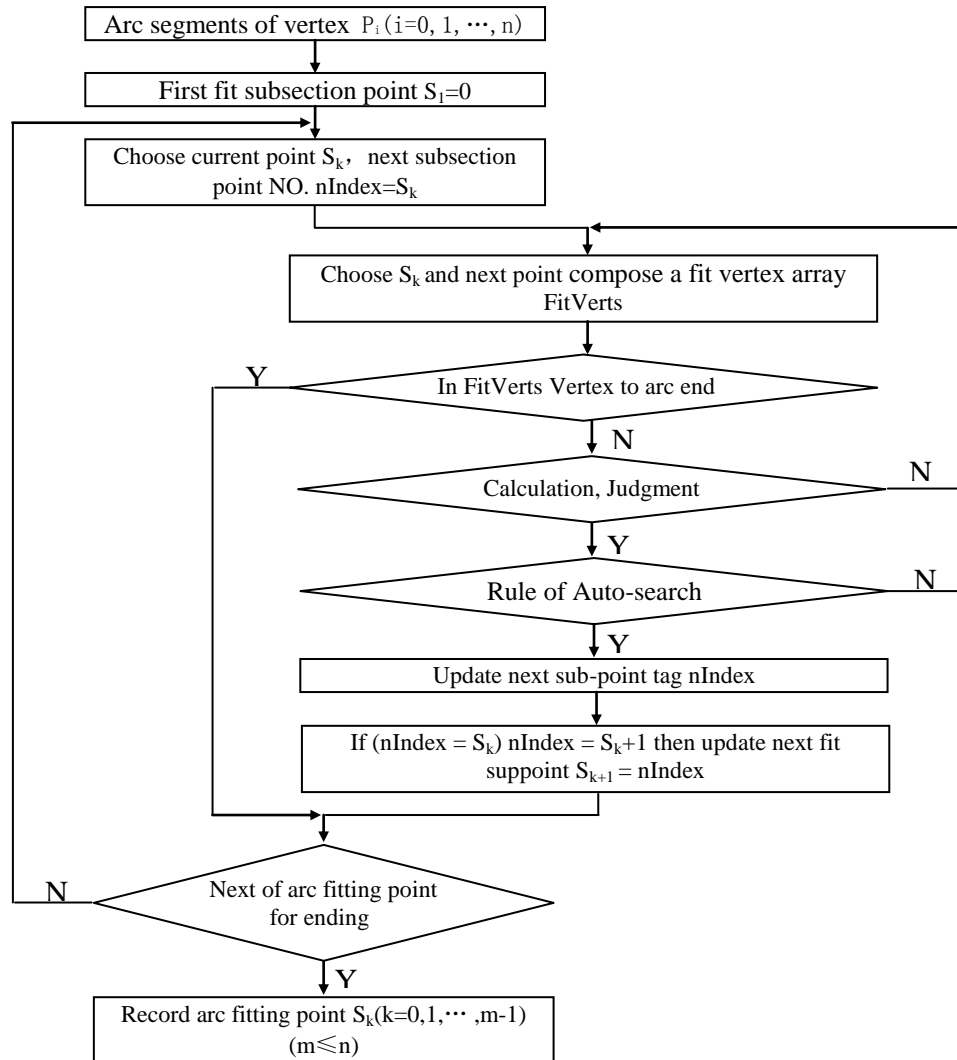 Arc segments of vertex Pᵢ(i=0, 1, ⋯, n)
First fit subsection point S₁=0
Choose current point Sₖ，next subsection
point NO. nIndex=Sₖ
Choose Sₖ and next point compose a fit vertex array
FitVerts
Y
In FitVerts Vertex to arc end
N
Calculation, Judgment
N
Y
Rule of Auto-search
N
Y
Update next sub-point tag nIndex
If (nIndex = Sₖ) nIndex = Sₖ+1 then update next fit
suppoint Sₖ₊₁ = nIndex
N
Next of arc fitting point
for ending
Y
Record arc fitting point Sₖ(k=0,1,⋯ ,m-1)
(m≤n)